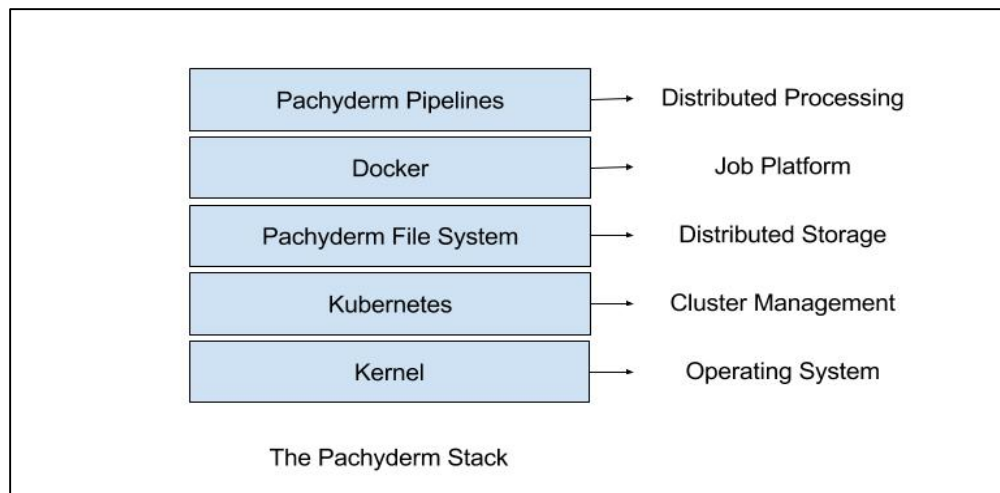 Pachyderm Pipelines
Distributed Processing
Docker
Job Platform
Pachyderm File System
Distributed Storage
Kubernetes
Cluster Management
Kernel
Operating System
The Pachyderm Stack